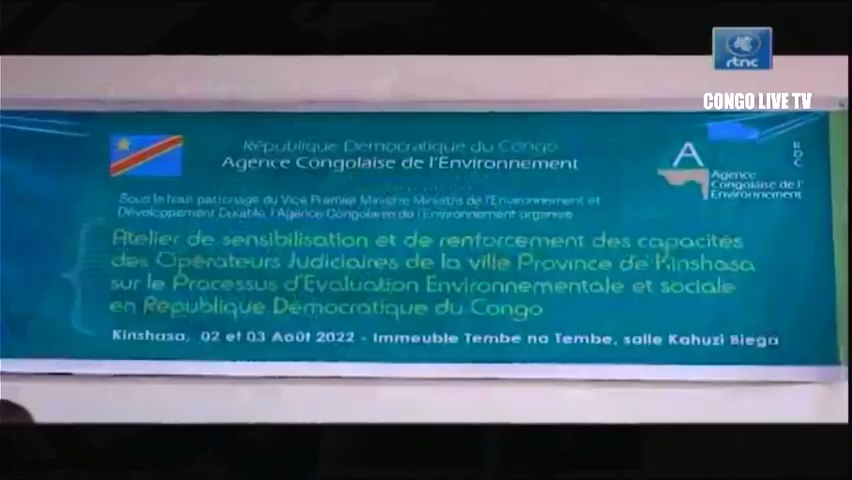 rtnc
CONGO LIVE TV
République Democratique du Congo
Agence Congolaise de l'Environnement
A
RDC
Agence
Congolaise de l'
Environnement
Sous le haut patronage du Vice Premier Ministre Ministre de l'Environnement et
Développement Durable, l'Agence Congolaise de l'Environnement organise
Atelier de sensibilisation et de renforcement des capacités
des Opérateurs Judiciaires de la ville Province de Kinshasa
sur le Processus d'Evaluation Environnementale et sociale
en République Démocratique du Congo
Kinshasa, 02 et 03 Août 2022 - Immeuble Tembe na Tembe, salle Kahuzi Biega